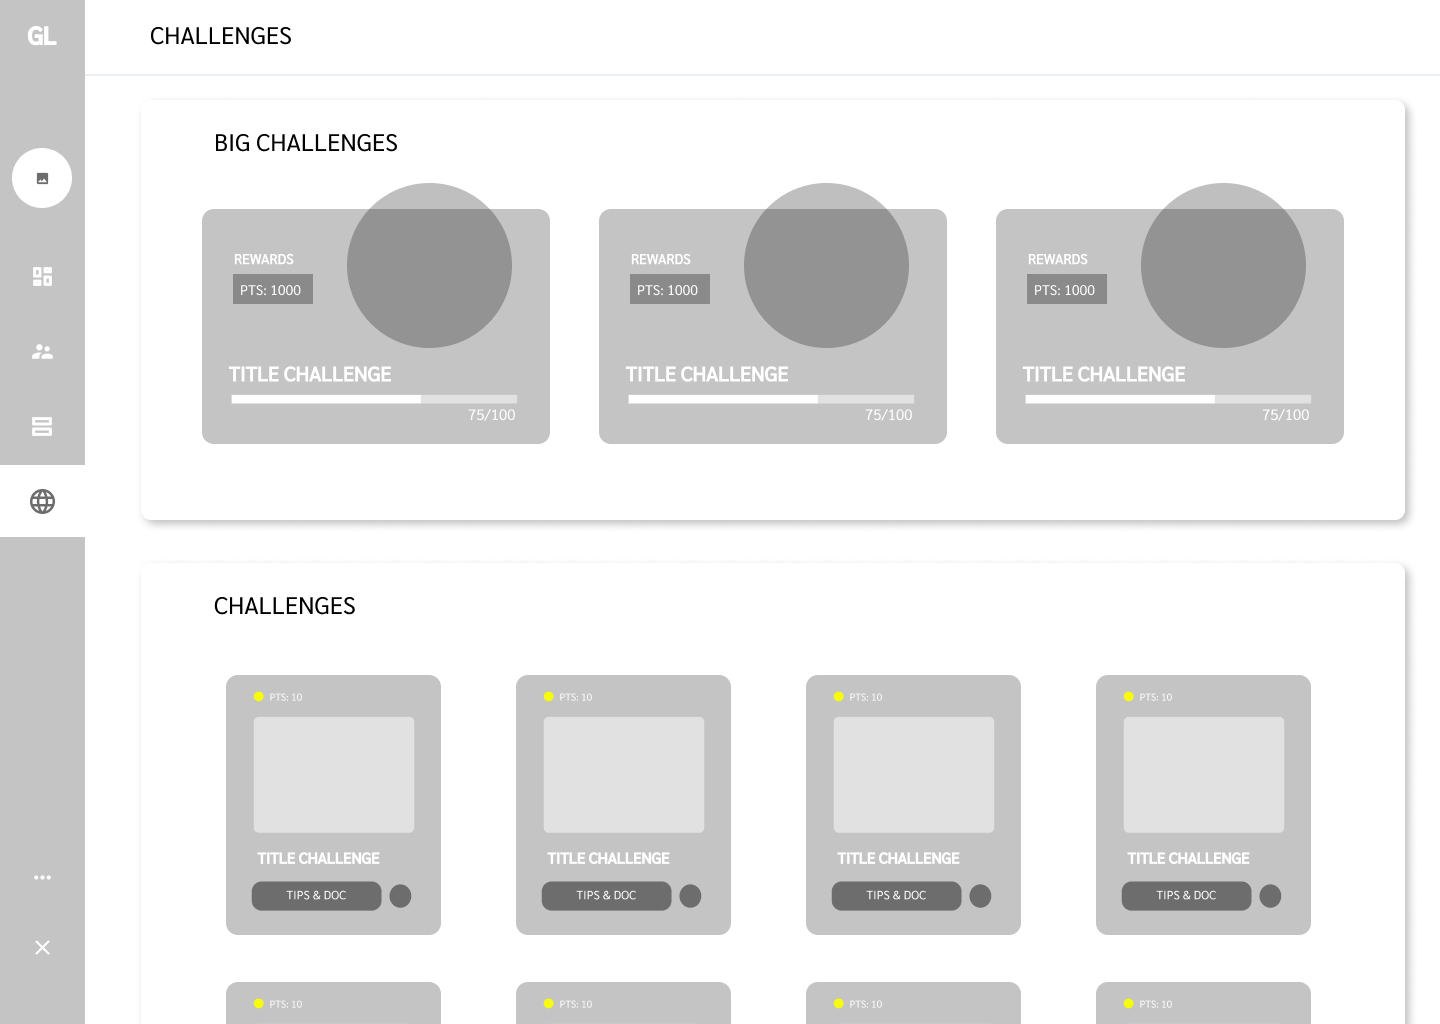 GL
CHALLENGES
BIG CHALLENGES
REWARDS
PTS: 1000
TITLE CHALLENGE
75/100
REWARDS
PTS: 1000
TITLE CHALLENGE
75/100
REWARDS
PTS: 1000
TITLE CHALLENGE
75/100
CHALLENGES
PTS: 10
TITLE CHALLENGE
TIPS & DOC
PTS: 10
TITLE CHALLENGE
TIPS & DOC
PTS: 10
TITLE CHALLENGE
TIPS & DOC
PTS: 10
TITLE CHALLENGE
TIPS & DOC
PTS: 10
PTS: 10
PTS: 10
PTS: 10